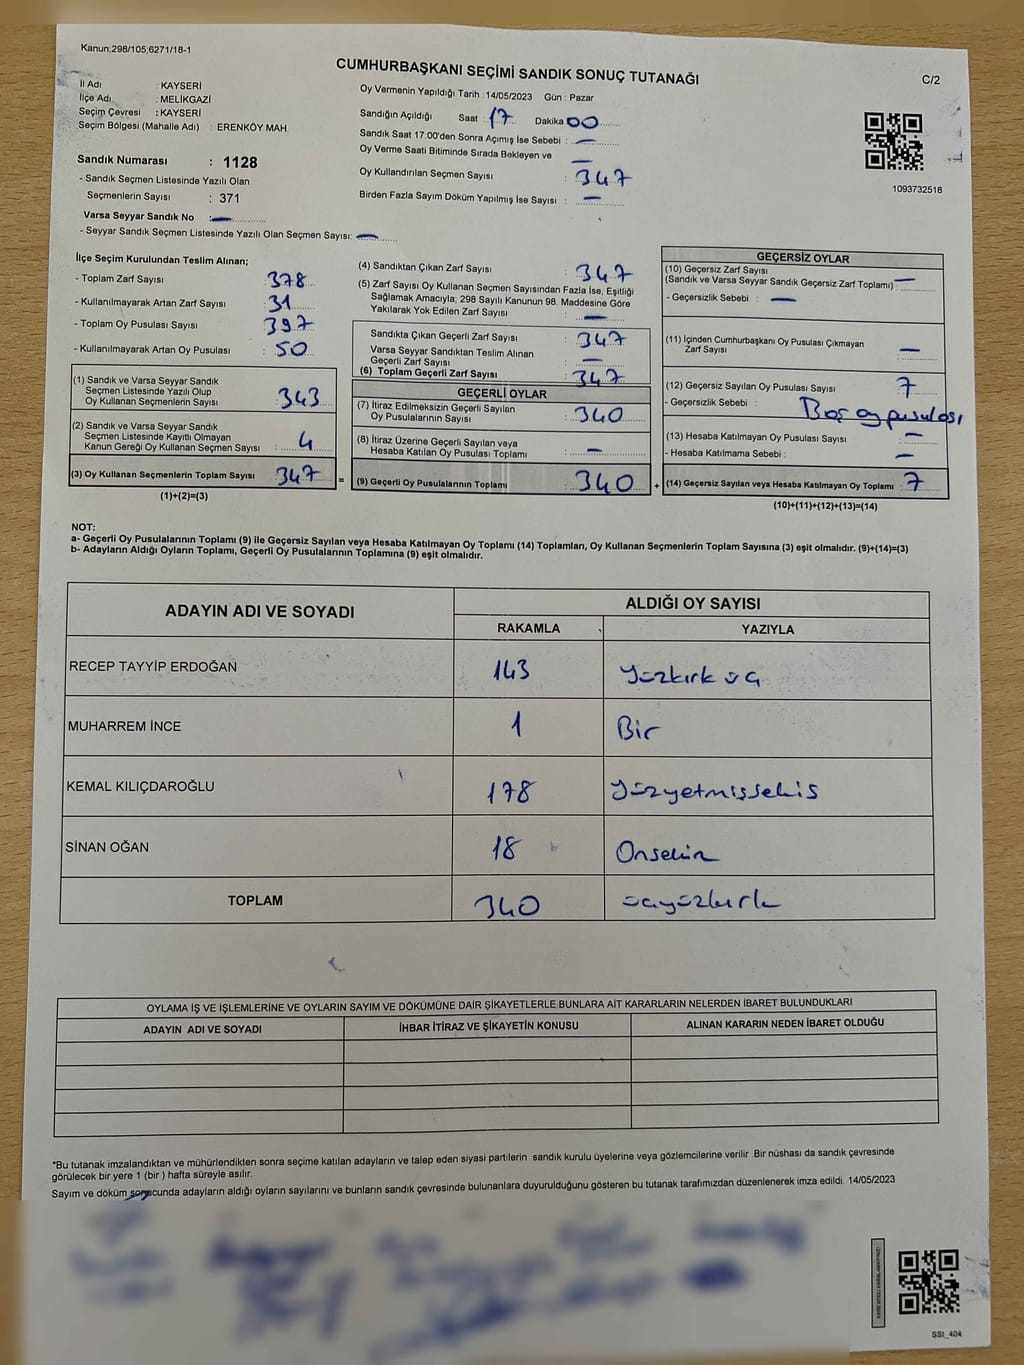 Kanun;298/105;6271/18-1
CUMHURBAŞKANI SEÇİMİ SANDIK SONUÇ TUTANAĞI
C/2
İl Adı : KAYSERİ
İlçe Adı : MELİKGAZİ
Seçim Çevresi : KAYSERİ
Seçim Bölgesi (Mahalle Adı) : ERENKÖY MAH.
Sandık Numarası : 1128
- Sandık Seçmen Listesinde Yazılı Olan
Seçmenlerin Sayısı : 371
Varsa Seyyar Sandık No : —
- Seyyar Sandık Seçmen Listesinde Yazılı Olan Seçmen Sayısı: —
Oy Vermenin Yapıldığı Tarih : 14/05/2023 Gün : Pazar
Sandığın Açıldığı Saat : 17 Dakika 00
Sandık Saat 17:00'den Sonra Açımış İse Sebebi : —
Oy Verme Saati Bitiminde Sırada Bekleyen ve —
Oy Kullandırılan Seçmen Sayısı : 347
Birden Fazla Sayım Döküm Yapılmış İse Sayısı : —
1093732518
İlçe Seçim Kurulundan Teslim Alınan;
- Toplam Zarf Sayısı : 378
- Kullanılmayarak Artan Zarf Sayısı : 31
- Toplam Oy Pusulası Sayısı : 397
- Kullanılmayarak Artan Oy Pusulası : 50
(1) Sandık ve Varsa Seyyar Sandık
Seçmen Listesinde Yazılı Olup
Oy Kullanan Seçmenlerin Sayısı : 343
(2) Sandık ve Varsa Seyyar Sandık
Seçmen Listesinde Kayıtlı Olmayan
Kanun Gereği Oy Kullanan Seçmen Sayısı : 4
(3) Oy Kullanan Seçmenlerin Toplam Sayısı : 347
(1)+(2)=(3)
(4) Sandıktan Çıkan Zarf Sayısı : 347
(5) Zarf Sayısı Oy Kullanan Seçmen Sayısından Fazla İse, Eşitliği
Sağlamak Amacıyla; 298 Sayılı Kanunun 98. Maddesine Göre
Yakılarak Yok Edilen Zarf Sayısı : —
Sandıkta Çıkan Geçerli Zarf Sayısı : 347
Varsa Seyyar Sandıktan Teslim Alınan
Geçerli Zarf Sayısı : —
(6) Toplam Geçerli Zarf Sayısı : 347
GEÇERLİ OYLAR
(7) İtiraz Edilmeksizin Geçerli Sayılan
Oy Pusulalarının Sayısı : 340
(8) İtiraz Üzerine Geçerli Sayılan veya
Hesaba Katılan Oy Pusulası Toplamı : —
= (9) Geçerli Oy Pusulalarının Toplamı : 340 +
GEÇERSİZ OYLAR
(10) Geçersiz Zarf Sayısı
(Sandık ve Varsa Seyyar Sandık Geçersiz Zarf Toplamı) : —
- Geçersizlik Sebebi : —
(11) İçinden Cumhurbaşkanı Oy Pusulası Çıkmayan
Zarf Sayısı : —
(12) Geçersiz Sayılan Oy Pusulası Sayısı : 7
- Geçersizlik Sebebi : Boş oy pusulası
(13) Hesaba Katılmayan Oy Pusulası Sayısı : —
- Hesaba Katılmama Sebebi : —
(14) Geçersiz Sayılan veya Hesaba Katılmayan Oy Toplamı : 7
(10)+(11)+(12)+(13)=(14)
NOT:
a- Geçerli Oy Pusulalarının Toplamı (9) ile Geçersiz Sayılan veya Hesaba Katılmayan Oy Toplamı (14) Toplamları, Oy Kullanan Seçmenlerin Toplam Sayısına (3) eşit olmalıdır. (9)+(14)=(3)
b- Adayların Aldığı Oyların Toplamı, Geçerli Oy Pusulalarının Toplamına (9) eşit olmalıdır.
ADAYIN ADI VE SOYADI ALDIĞI OY SAYISI
RAKAMLA YAZIYLA
RECEP TAYYİP ERDOĞAN 143 Yüzkırk üç
MUHARREM İNCE 1 Bir
KEMAL KILIÇDAROĞLU 178 Yüzyetmişsekis
SİNAN OĞAN 18 Onsekiz
TOPLAM 340 üçyüzkırk
OYLAMA İŞ VE İŞLEMLERİNE VE OYLARIN SAYIM VE DÖKÜMÜNE DAİR ŞİKAYETLERLE BUNLARA AİT KARARLARIN NELERDEN İBARET BULUNDUKLARI
ADAYIN ADI VE SOYADI İHBAR İTİRAZ VE ŞİKAYETİN KONUSU ALINAN KARARIN NEDEN İBARET OLDUĞU
*Bu tutanak imzalandıktan ve mühürlendikten sonra seçime katılan adayların ve talep eden siyasi partilerin sandık kurulu üyelerine veya gözlemcilerine verilir .Bir nüshası da sandık çevresinde
görülecek bir yere 1 (bir ) hafta süreyle asılır.
Sayım ve döküm sonucunda adayların aldığı oyların sayılarını ve bunların sandık çevresinde bulunanlara duyurulduğunu gösteren bu tutanak tarafımızdan düzenlenerek imza edildi. 14/05/2023
SSI_404